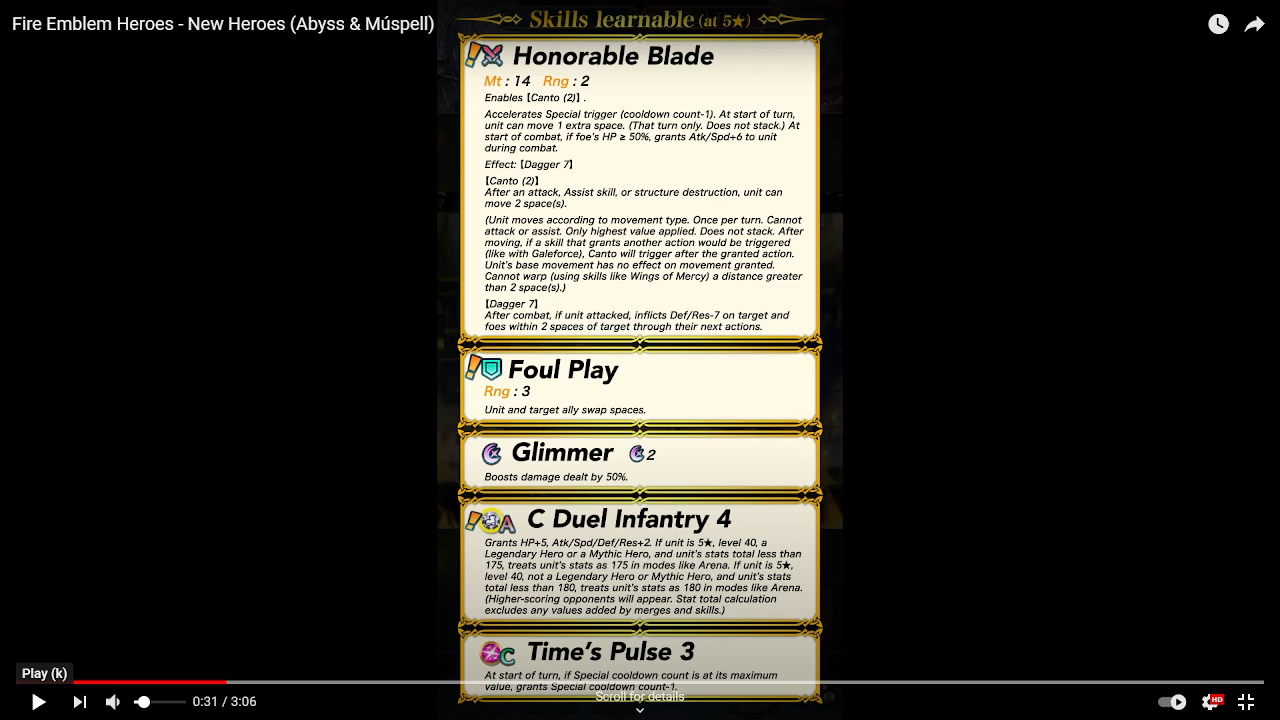 Fire Emblem Heroes - New Heroes (Abyss & Múspell)
Skills learnable (at 5★)
Honorable Blade
Mt : 14 Rng : 2
Enables【Canto (2)】.
Accelerates Special trigger (cooldown count-1). At start of turn,
unit can move 1 extra space. (That turn only. Does not stack.) At
start of combat, if foe's HP ≥ 50%, grants Atk/Spd+6 to unit
during combat.
Effect:【Dagger 7】
【Canto (2)】
After an attack, Assist skill, or structure destruction, unit can
move 2 space(s).
(Unit moves according to movement type. Once per turn. Cannot
attack or assist. Only highest value applied. Does not stack. After
moving, if a skill that grants another action would be triggered
(like with Galeforce), Canto will trigger after the granted action.
Unit's base movement has no effect on movement granted.
Cannot warp (using skills like Wings of Mercy) a distance greater
than 2 space(s).)
【Dagger 7】
After combat, if unit attacked, inflicts Def/Res-7 on target and
foes within 2 spaces of target through their next actions.
Foul Play
Rng : 3
Unit and target ally swap spaces.
Glimmer 2
Boosts damage dealt by 50%.
A C Duel Infantry 4
Grants HP+5, Atk/Spd/Def/Res+2. If unit is 5★, level 40, a
Legendary Hero or a Mythic Hero, and unit's stats total less than
175, treats unit's stats as 175 in modes like Arena. If unit is 5★,
level 40, not a Legendary Hero or Mythic Hero, and unit's stats
total less than 180, treats unit's stats as 180 in modes like Arena.
(Higher-scoring opponents will appear. Stat total calculation
excludes any values added by merges and skills.)
C Time's Pulse 3
At start of turn, if Special cooldown count is at its maximum
value, grants Special cooldown count-1.
Play (k)
Scroll for details
0:31 / 3:06
HD